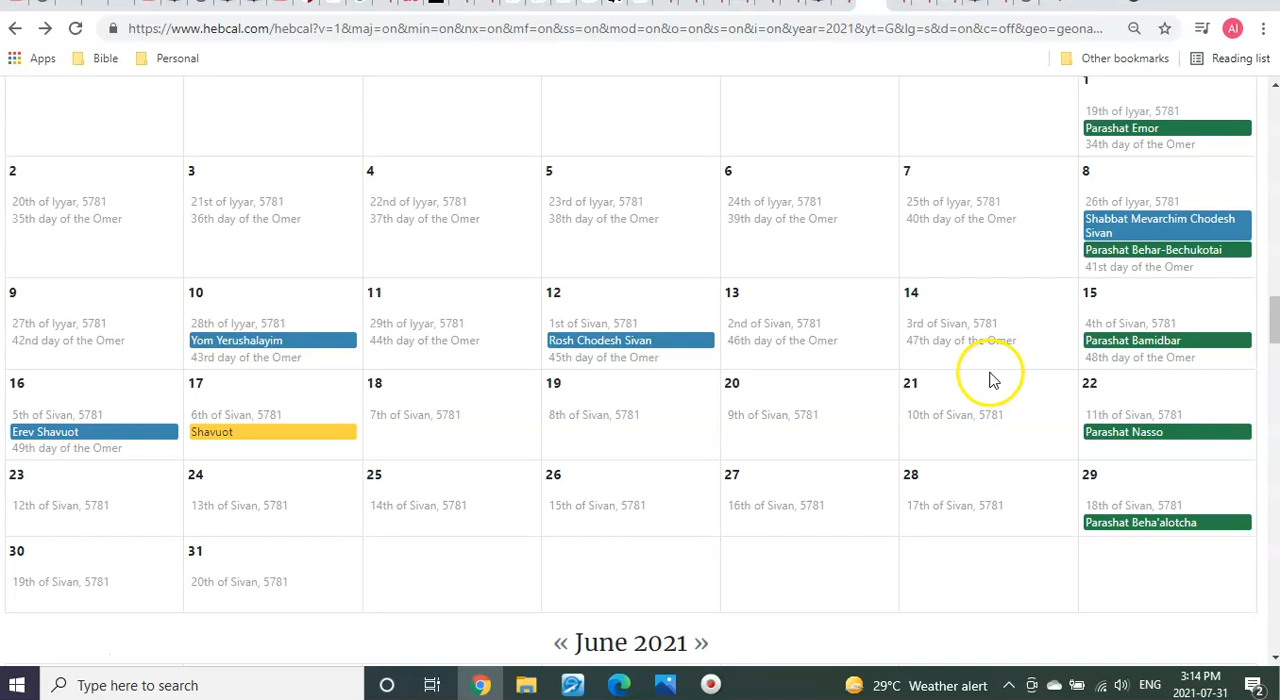 https://www.hebcal.com/hebcal?v=1&maj=on&min=on&nx=on&mf=on&ss=on&mod=on&o=on&s=on&i=on&year=2021&yt=G&lg=s&d=on&c=off&geo=geona...
AI
Apps
Bible
Personal
Other bookmarks
Reading list
1
19th of Iyyar, 5781
Parashat Emor
34th day of the Omer
2
20th of Iyyar, 5781
35th day of the Omer
3
21st of Iyyar, 5781
36th day of the Omer
4
22nd of Iyyar, 5781
37th day of the Omer
5
23rd of Iyyar, 5781
38th day of the Omer
6
24th of Iyyar, 5781
39th day of the Omer
7
25th of Iyyar, 5781
40th day of the Omer
8
26th of Iyyar, 5781
Shabbat Mevarchim Chodesh
Sivan
Parashat Behar-Bechukotai
41st day of the Omer
9
27th of Iyyar, 5781
42nd day of the Omer
10
28th of Iyyar, 5781
Yom Yerushalayim
43rd day of the Omer
11
29th of Iyyar, 5781
44th day of the Omer
12
1st of Sivan, 5781
Rosh Chodesh Sivan
45th day of the Omer
13
2nd of Sivan, 5781
46th day of the Omer
14
3rd of Sivan, 5781
47th day of the Omer
15
4th of Sivan, 5781
Parashat Bamidbar
48th day of the Omer
16
5th of Sivan, 5781
Erev Shavuot
49th day of the Omer
17
6th of Sivan, 5781
Shavuot
18
7th of Sivan, 5781
19
8th of Sivan, 5781
20
9th of Sivan, 5781
21
10th of Sivan, 5781
22
11th of Sivan, 5781
Parashat Nasso
23
12th of Sivan, 5781
24
13th of Sivan, 5781
25
14th of Sivan, 5781
26
15th of Sivan, 5781
27
16th of Sivan, 5781
28
17th of Sivan, 5781
29
18th of Sivan, 5781
Parashat Beha'alotcha
30
19th of Sivan, 5781
31
20th of Sivan, 5781
« June 2021 »
Type here to search
29°C Weather alert
ENG
3:14 PM
2021-07-31
2